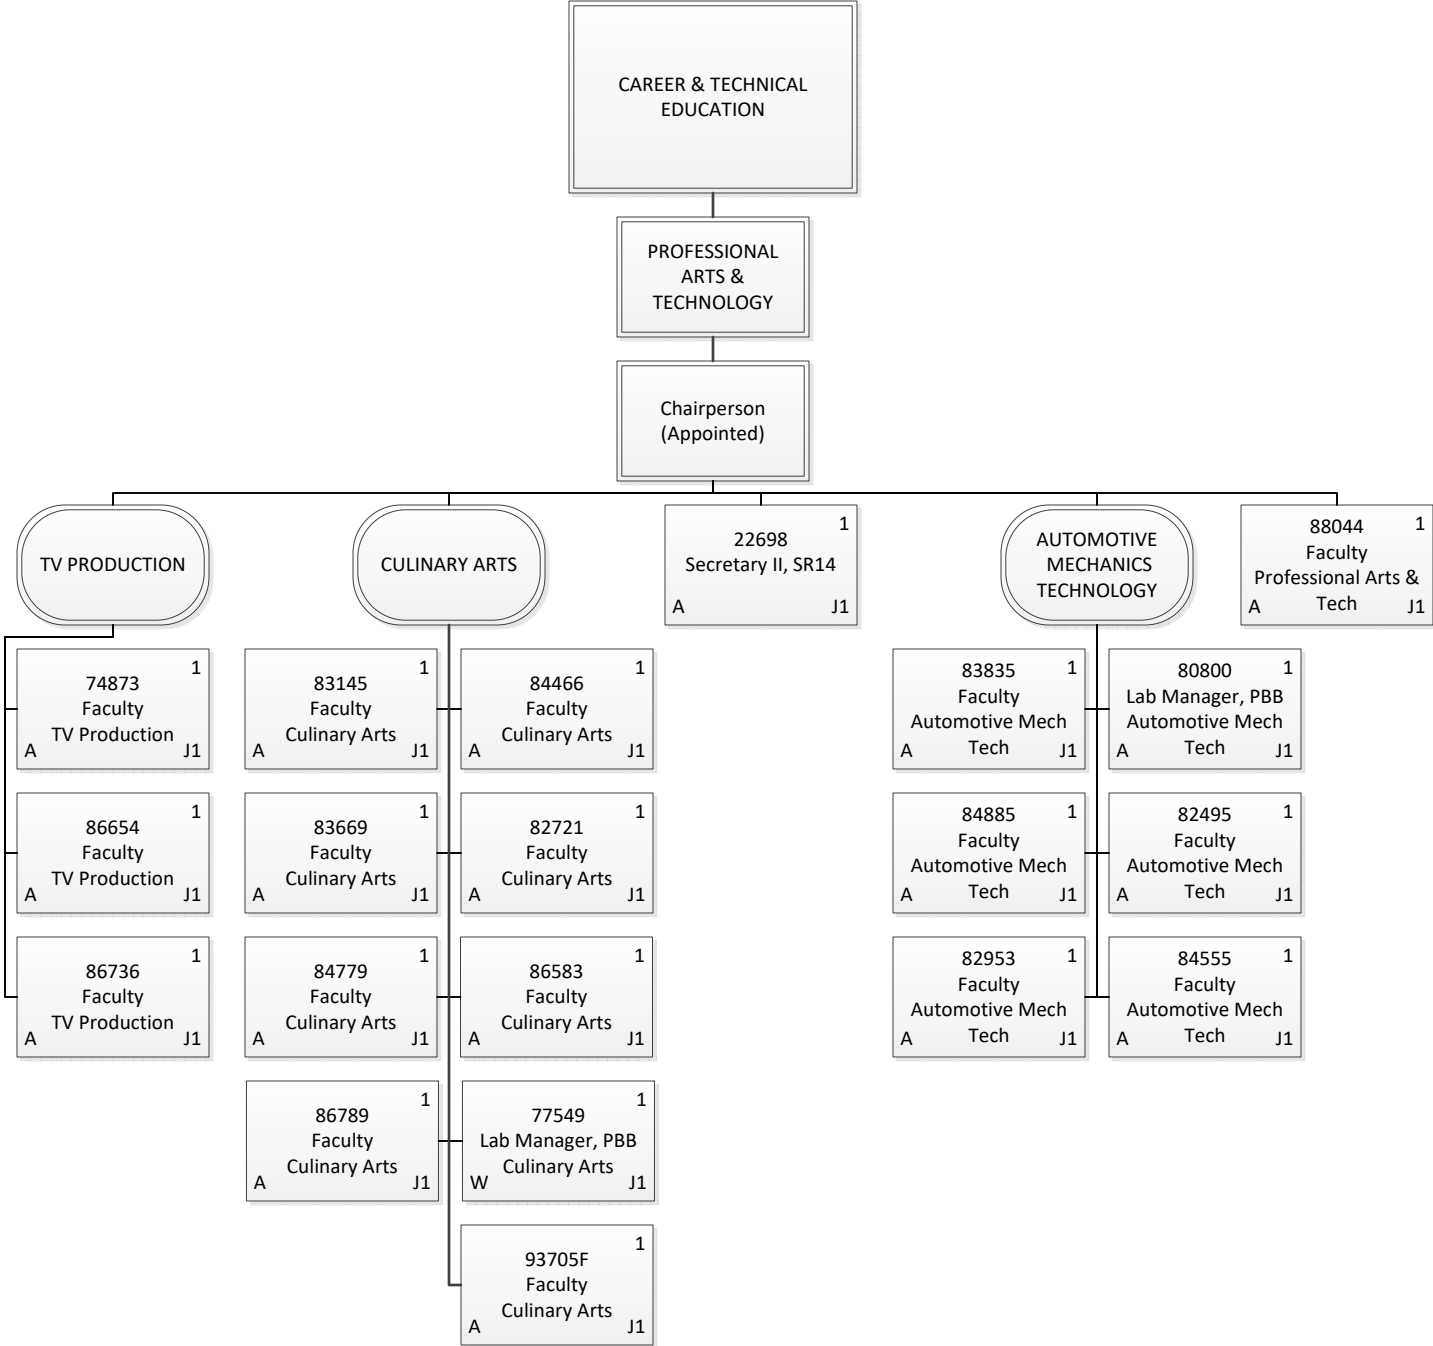 CAREER & TECHNICAL
EDUCATION
PROFESSIONAL
ARTS &
TECHNOLOGY
Chairperson
(Appointed)
TV PRODUCTION
CULINARY ARTS
1
22698
Secretary II, SR14
A J1
AUTOMOTIVE
MECHANICS
TECHNOLOGY
1
88044
Faculty
Professional Arts &
Tech
A J1
1
74873
Faculty
TV Production
A J1
1
86654
Faculty
TV Production
A J1
1
86736
Faculty
TV Production
A J1
1
83145
Faculty
Culinary Arts
A J1
1
84466
Faculty
Culinary Arts
A J1
1
83669
Faculty
Culinary Arts
A J1
1
82721
Faculty
Culinary Arts
A J1
1
84779
Faculty
Culinary Arts
A J1
1
86583
Faculty
Culinary Arts
A J1
1
86789
Faculty
Culinary Arts
A J1
1
77549
Lab Manager, PBB
Culinary Arts
W J1
1
93705F
Faculty
Culinary Arts
A J1
1
83835
Faculty
Automotive Mech
Tech
A J1
1
80800
Lab Manager, PBB
Automotive Mech
Tech
A J1
1
84885
Faculty
Automotive Mech
Tech
A J1
1
82495
Faculty
Automotive Mech
Tech
A J1
1
82953
Faculty
Automotive Mech
Tech
A J1
1
84555
Faculty
Automotive Mech
Tech
A J1